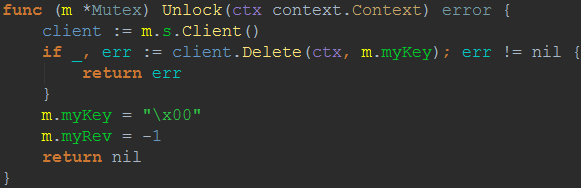 func (m *Mutex) Unlock(ctx context.Context) error {
    client := m.s.Client()
    if _, err := client.Delete(ctx, m.myKey); err != nil {
        return err
    }
    m.myKey = "\x00"
    m.myRev = -1
    return nil
}